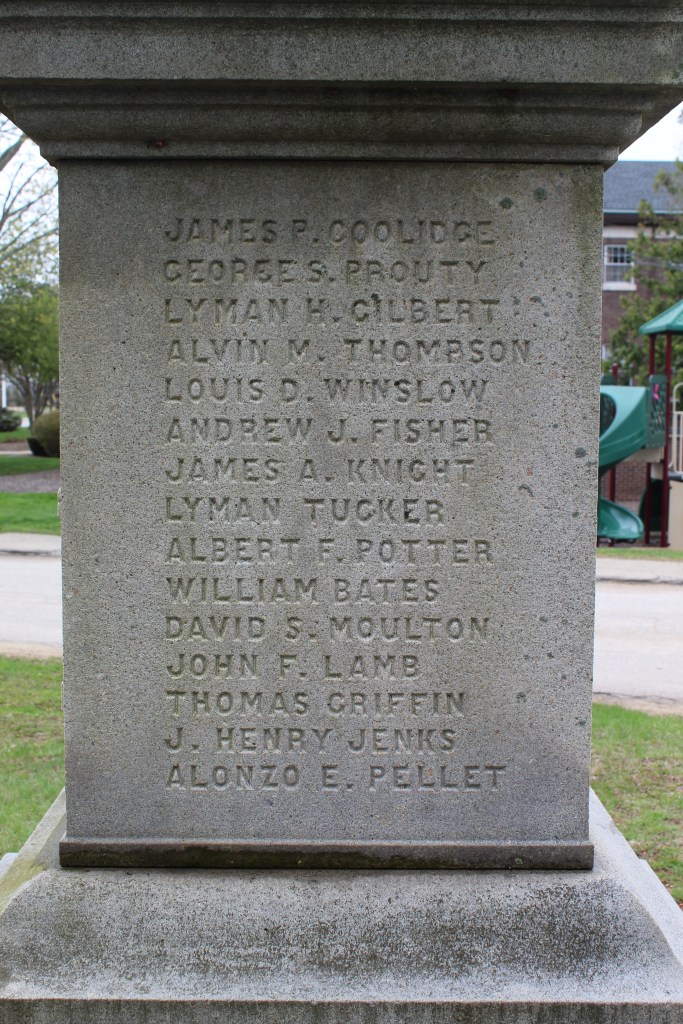 JAMES P. COOLIDGE
GEORGE S. PROUTY
LYMAN H. GILBERT
ALVIN M. THOMPSON
LOUIS D. WINSLOW
ANDREW J. FISHER
JAMES A. KNIGHT
LYMAN TUCKER
ALBERT F. POTTER
WILLIAM BATES
DAVID S. MOULTON
JOHN F. LAMB
THOMAS GRIFFIN
J. HENRY JENKS
ALONZO E. PELLET